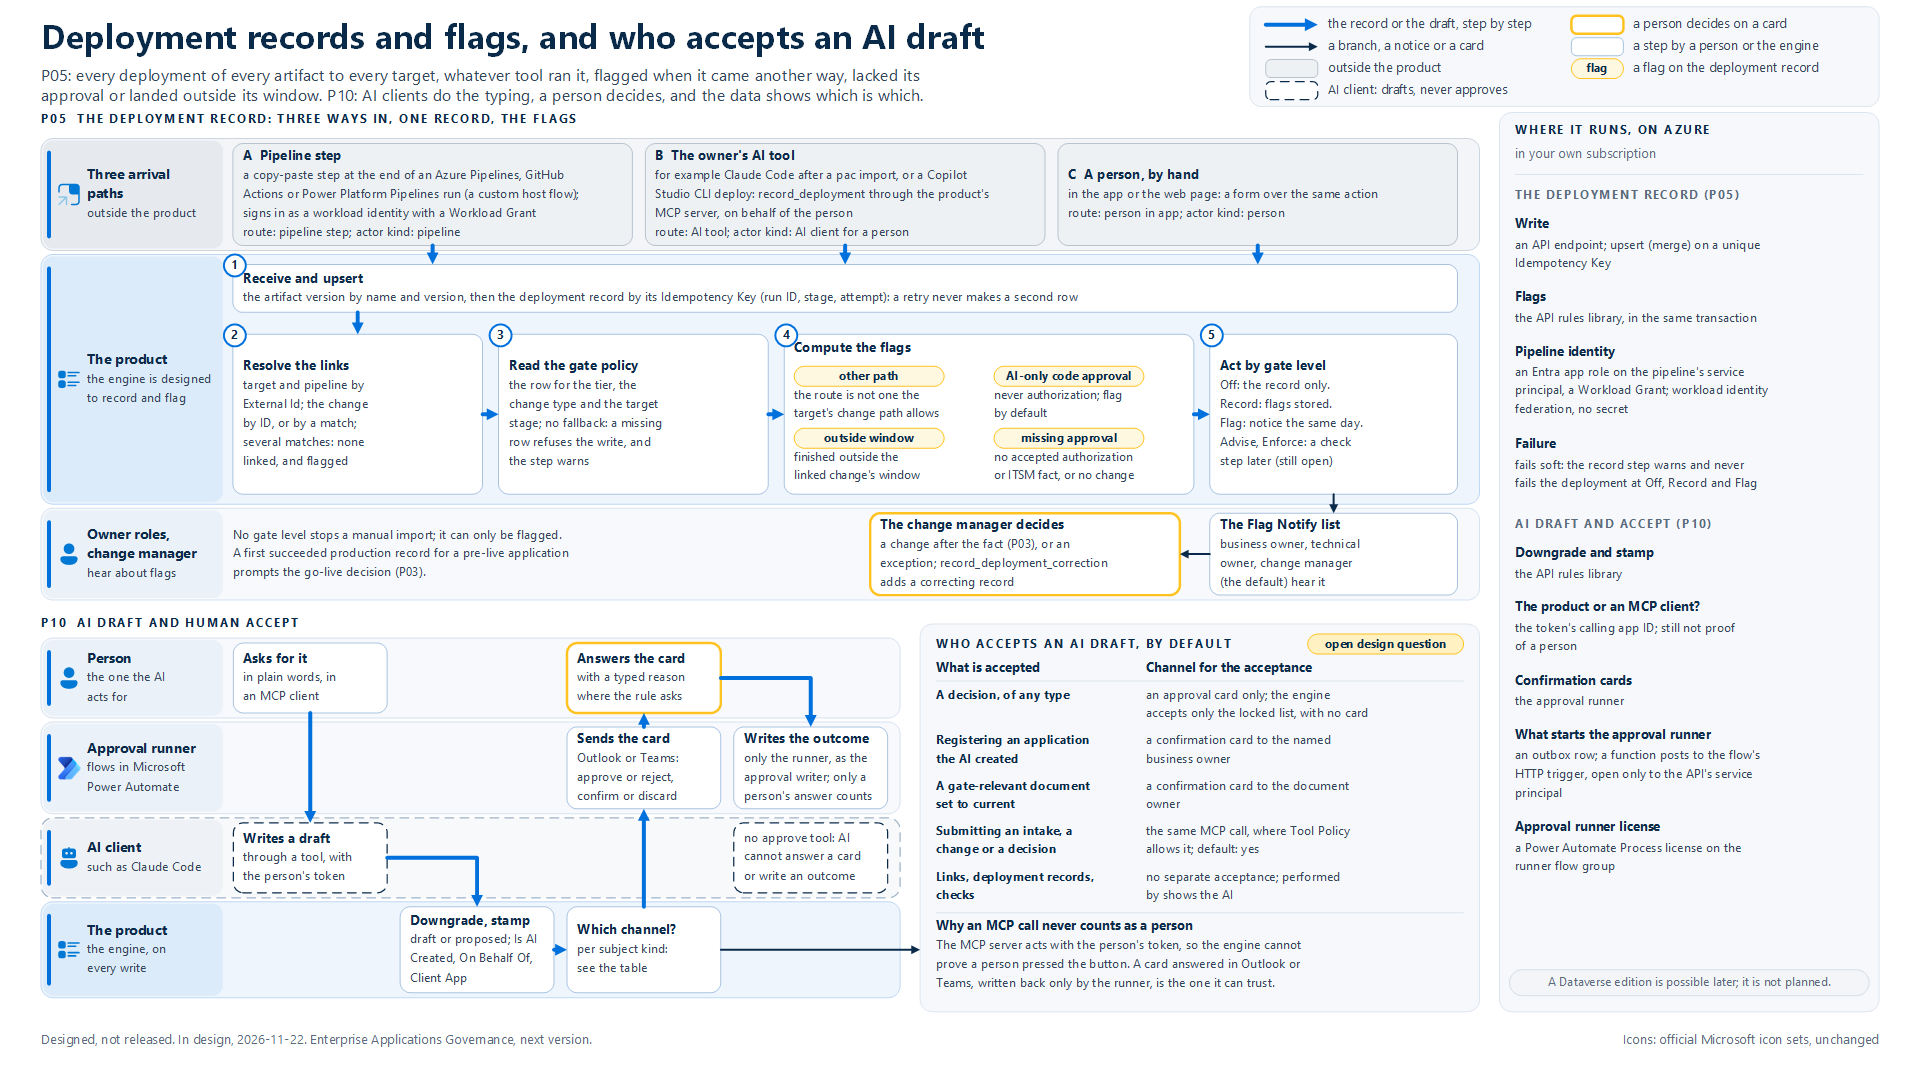 Deployment records and flags, and who accepts an AI draft
P05: every deployment of every artifact to every target, whatever tool ran it, flagged when it came another way, lacked its
approval or landed outside its window. P10: AI clients do the typing, a person decides, and the data shows which is which.
the record or the draft, step by step
a branch, a notice or a card
outside the product
AI client: drafts, never approves
a person decides on a card
a step by a person or the engine
flag
a flag on the deployment record
P05 THE DEPLOYMENT RECORD: THREE WAYS IN, ONE RECORD, THE FLAGS
Three arrival
paths
outside the product
A Pipeline step
a copy-paste step at the end of an Azure Pipelines, GitHub
Actions or Power Platform Pipelines run (a custom host flow);
signs in as a workload identity with a Workload Grant
route: pipeline step; actor kind: pipeline
B The owner's AI tool
for example Claude Code after a pac import, or a Copilot
Studio CLI deploy: record_deployment through the product's
MCP server, on behalf of the person
route: AI tool; actor kind: AI client for a person
C A person, by hand
in the app or the web page: a form over the same action
route: person in app; actor kind: person
The product
the engine is designed
to record and flag
1
Receive and upsert
the artifact version by name and version, then the deployment record by its Idempotency Key (run ID, stage, attempt): a retry never makes a second row
2
Resolve the links
target and pipeline by
External Id; the change
by ID, or by a match;
several matches: none
linked, and flagged
3
Read the gate policy
the row for the tier, the
change type and the target
stage; no fallback: a missing
row refuses the write, and
the step warns
4
Compute the flags
other path
the route is not one the
target's change path allows
AI-only code approval
never authorization; flag
by default
outside window
finished outside the
linked change's window
missing approval
no accepted authorization
or ITSM fact, or no change
5
Act by gate level
Off: the record only.
Record: flags stored.
Flag: notice the same day.
Advise, Enforce: a check
step later (still open)
Owner roles,
change manager
hear about flags
No gate level stops a manual import; it can only be flagged.
A first succeeded production record for a pre-live application
prompts the go-live decision (P03).
The change manager decides
a change after the fact (P03), or an
exception; record_deployment_correction
adds a correcting record
The Flag Notify list
business owner, technical
owner, change manager
(the default) hear it
P10 AI DRAFT AND HUMAN ACCEPT
Person
the one the AI
acts for
Asks for it
in plain words, in
an MCP client
Answers the card
with a typed reason
where the rule asks
Approval runner
flows in Microsoft
Power Automate
Sends the card
Outlook or Teams:
approve or reject,
confirm or discard
Writes the outcome
only the runner, as the
approval writer; only a
person's answer counts
AI client
such as Claude Code
Writes a draft
through a tool, with
the person's token
no approve tool: AI
cannot answer a card
or write an outcome
The product
the engine, on
every write
Downgrade, stamp
draft or proposed; Is AI
Created, On Behalf Of,
Client App
Which channel?
per subject kind:
see the table
WHO ACCEPTS AN AI DRAFT, BY DEFAULT
open design question
What is accepted
Channel for the acceptance
A decision, of any type
an approval card only; the engine
accepts only the locked list, with no card
Registering an application
the AI created
a confirmation card to the named
business owner
A gate-relevant document
set to current
a confirmation card to the document
owner
Submitting an intake, a
change or a decision
the same MCP call, where Tool Policy
allows it; default: yes
Links, deployment records,
checks
no separate acceptance; performed
by shows the AI
Why an MCP call never counts as a person
The MCP server acts with the person's token, so the engine cannot
prove a person pressed the button. A card answered in Outlook or
Teams, written back only by the runner, is the one it can trust.
WHERE IT RUNS, ON AZURE
in your own subscription
THE DEPLOYMENT RECORD (P05)
Write
an API endpoint; upsert (merge) on a unique
Idempotency Key
Flags
the API rules library, in the same transaction
Pipeline identity
an Entra app role on the pipeline's service
principal, a Workload Grant; workload identity
federation, no secret
Failure
fails soft: the record step warns and never
fails the deployment at Off, Record and Flag
AI DRAFT AND ACCEPT (P10)
Downgrade and stamp
the API rules library
The product or an MCP client?
the token's calling app ID; still not proof
of a person
Confirmation cards
the approval runner
What starts the approval runner
an outbox row; a function posts to the flow's
HTTP trigger, open only to the API's service
principal
Approval runner license
a Power Automate Process license on the
runner flow group
A Dataverse edition is possible later; it is not planned.
Designed, not released. In design, 2026-11-22. Enterprise Applications Governance, next version.
Icons: official Microsoft icon sets, unchanged